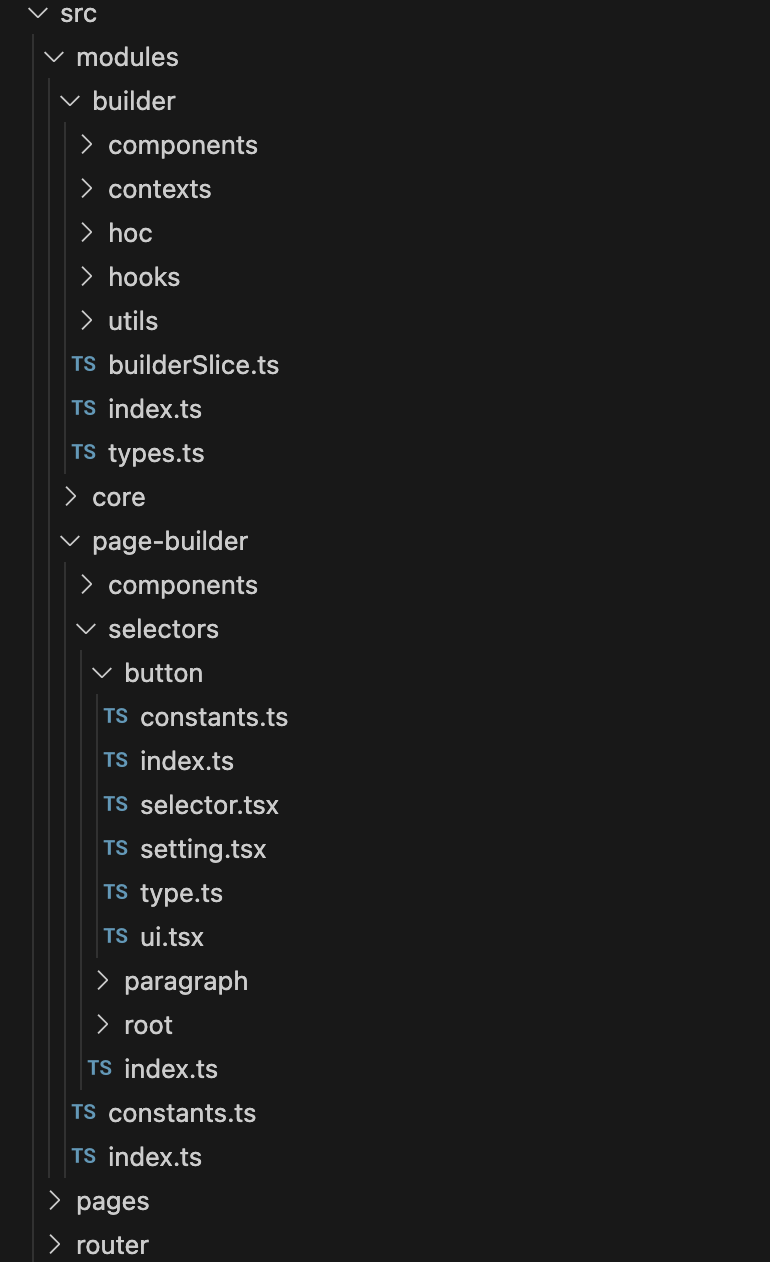 src
modules
builder
components
contexts
hoc
hooks
utils
TS builderSlice.ts
TS index.ts
TS types.ts
core
page-builder
components
selectors
button
TS constants.ts
TS index.ts
TS selector.tsx
TS setting.tsx
TS type.ts
TS ui.tsx
paragraph
root
TS index.ts
TS constants.ts
TS index.ts
pages
router